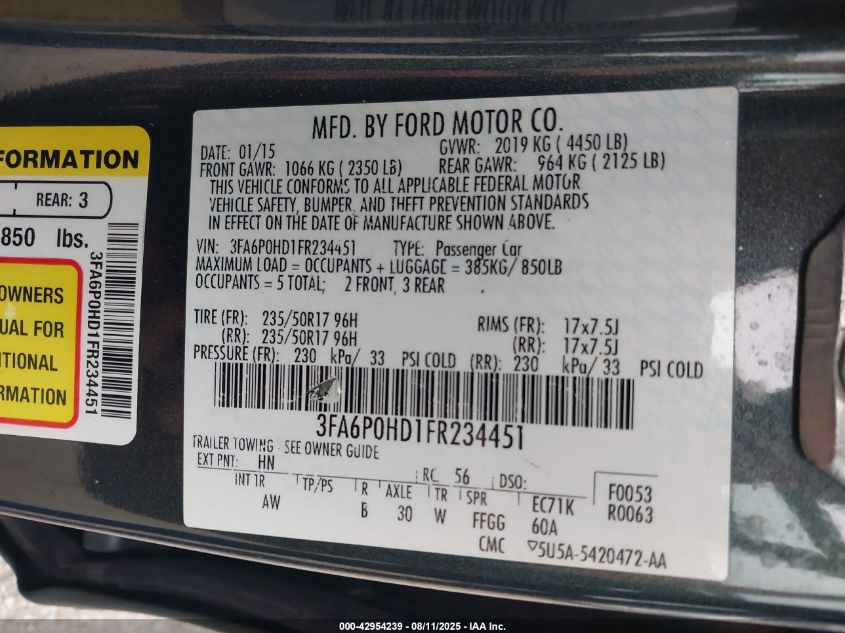 MFD. BY FORD MOTOR CO.
DATE: 01/15
GVWR: 2019 KG ( 4450 LB)
FRONT GAWR: 1066 KG ( 2350 LB)
REAR GAWR: 964 KG ( 2125 LB)
THIS VEHICLE CONFORMS TO ALL APPLICABLE FEDERAL MOTOR
VEHICLE SAFETY, BUMPER, AND THEFT PREVENTION STANDARDS
IN EFFECT ON THE DATE OF MANUFACTURE SHOWN ABOVE.
VIN: 3FA6P0HD1FR234451 TYPE: Passenger Car
MAXIMUM LOAD = OCCUPANTS + LUGGAGE = 385KG/ 850LB
OCCUPANTS = 5 TOTAL; 2 FRONT, 3 REAR
TIRE (FR): 235/50R17 96H RIMS (FR): 17x7.5J
(RR): 235/50R17 96H (RR): 17x7.5J
PRESSURE (FR): 230 kPa/ 33 PSI COLD (RR): 230 kPa/ 33 PSI COLD
3FA6P0HD1FR234451
TRAILER TOWING - SEE OWNER GUIDE
EXT PNT: HN RC: 56 DSO:
INT TR TP/PS R AXLE TR SPR EC71K F0053
AW B 30 W FFGG 60A R0063
CMC ▽5U5A-5420472-AA
FORMATION
REAR: 3
850 lbs.
OWNERS
UAL FOR
ITIONAL
ORMATION
3FA6P0HD1FR234451
000-42954239 - 08/11/2025 - IAA Inc.